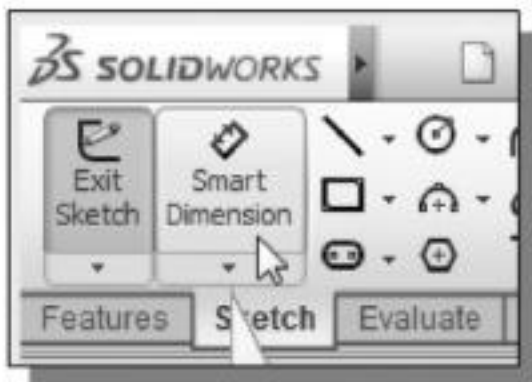 SOLIDWORKS
Exit Sketch
Smart Dimension
Features Sketch Evaluate